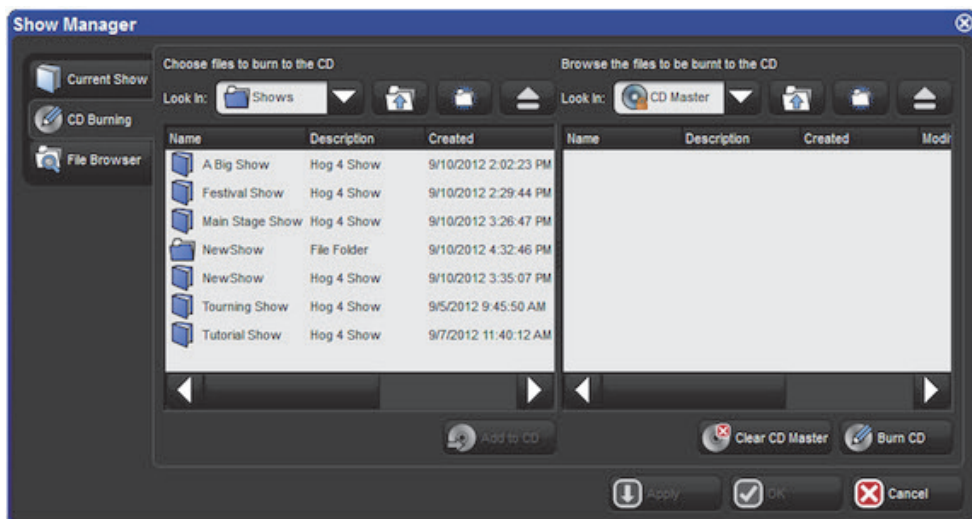 Show Manager
Current Show
CD Burning
File Browser
Choose files to burn to the CD
Look In: Shows
Name Description Created
A Big Show Hog 4 Show 9/10/2012 2:02:23 PM
Festival Show Hog 4 Show 9/10/2012 2:29:44 PM
Main Stage Show Hog 4 Show 9/10/2012 3:26:47 PM
NewShow File Folder 9/10/2012 4:32:46 PM
NewShow Hog 4 Show 9/10/2012 3:35:07 PM
Tourning Show Hog 4 Show 9/5/2012 9:45:50 AM
Tutorial Show Hog 4 Show 9/7/2012 11:40:12 AM
Add to CD
Browse the files to be burnt to the CD
Look In: CD Master
Name Description Created Modi
Clear CD Master Burn CD
Apply OK Cancel